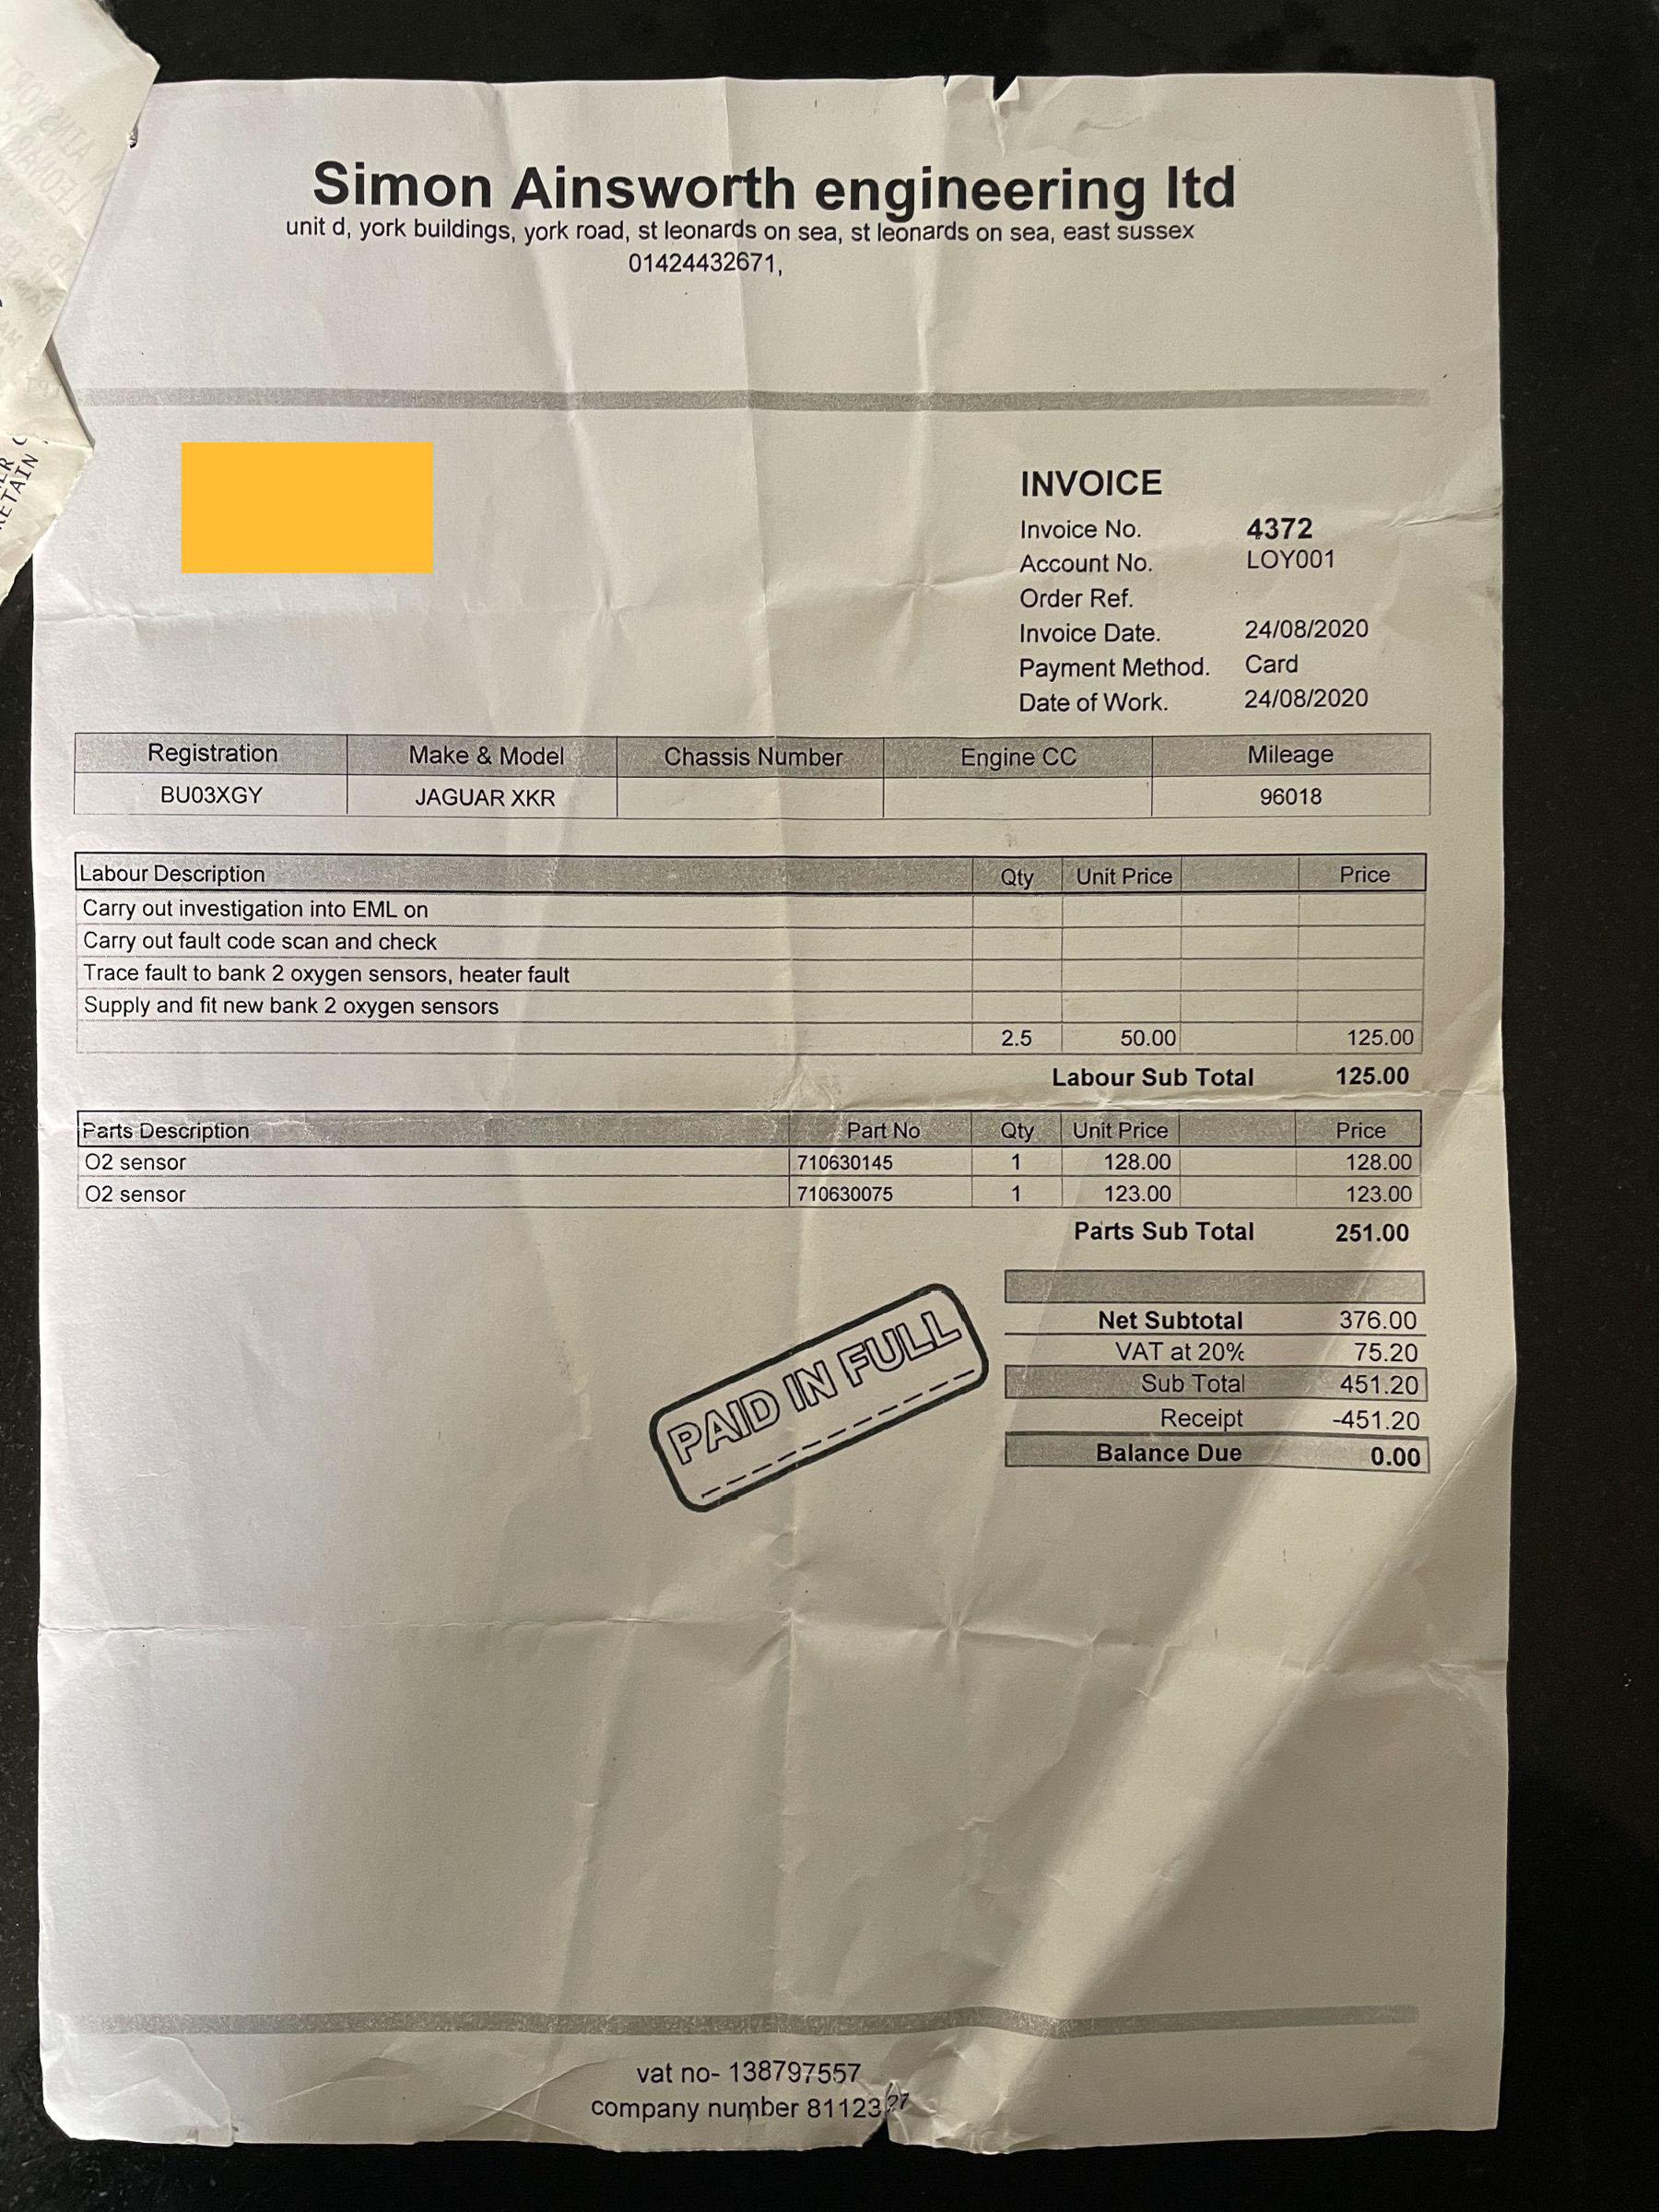 Simon Ainsworth engineering ltd
unit d, york buildings, york road, st leonards on sea, st leonards on sea, east sussex
01424432671,
RETAIN
INVOICE
Invoice No. 4372
Account No. LOY001
Order Ref.
Invoice Date. 24/08/2020
Payment Method. Card
Date of Work. 24/08/2020
Registration Make & Model Chassis Number Engine CC Mileage
BU03XGY JAGUAR XKR 96018
Labour Description Qty Unit Price Price
Carry out investigation into EML on
Carry out fault code scan and check
Trace fault to bank 2 oxygen sensors, heater fault
Supply and fit new bank 2 oxygen sensors
2.5 50.00 125.00
Labour Sub Total 125.00
Parts Description Part No Qty Unit Price Price
O2 sensor 710630145 1 128.00 128.00
O2 sensor 710630075 1 123.00 123.00
Parts Sub Total 251.00
PAID IN FULL
Net Subtotal 376.00
VAT at 20% 75.20
Sub Total 451.20
Receipt -451.20
Balance Due 0.00
vat no- 138797557
company number 8112327